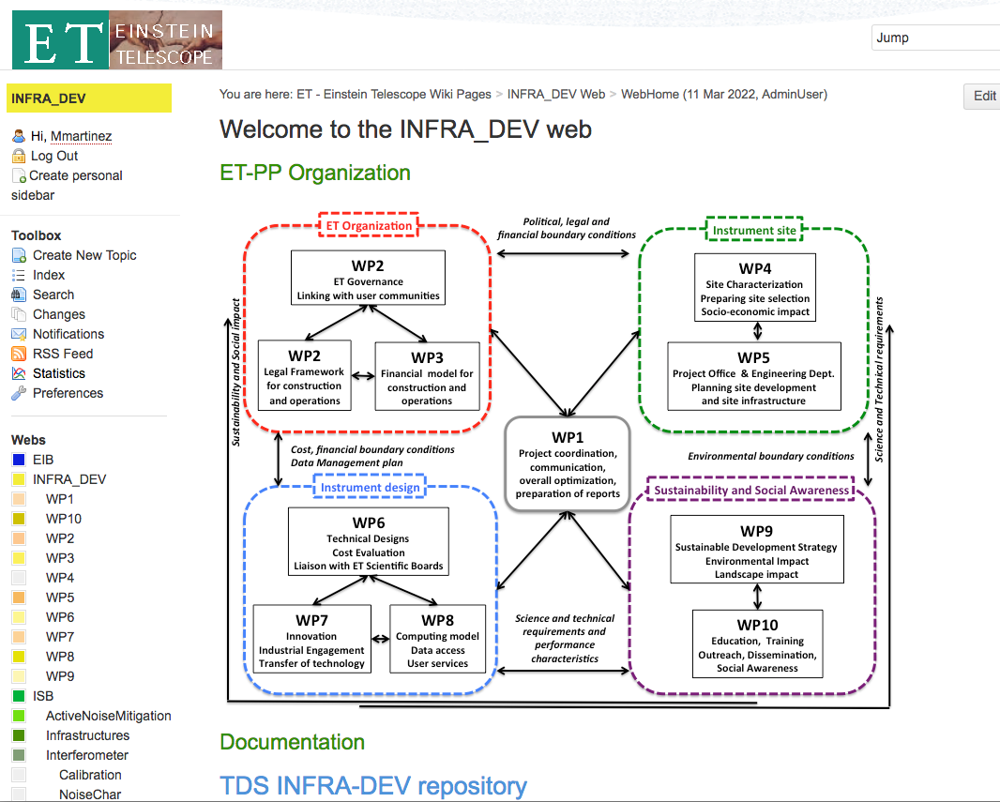 ET EINSTEIN
TELESCOPE
Jump
INFRA_DEV
Hi, Mmartinez
Log Out
Create personal
sidebar
Toolbox
Create New Topic
Index
Search
Changes
Notifications
RSS Feed
Statistics
Preferences
Webs
EIB
INFRA_DEV
WP1
WP10
WP2
WP3
WP4
WP5
WP6
WP7
WP8
WP9
ISB
ActiveNoiseMitigation
Infrastructures
Interferometer
Calibration
NoiseChar
You are here: ET - Einstein Telescope Wiki Pages > INFRA_DEV Web > WebHome (11 Mar 2022, AdminUser)
Edit
Welcome to the INFRA_DEV web
ET-PP Organization
ET Organization
WP2
ET Governance
Linking with user communities
WP2
Legal Framework
for construction
and operations
WP3
Financial model for
construction and
operations
Political, legal and
financial boundary conditions
Instrument site
WP4
Site Characterization
Preparing site selection
Socio-economic impact
WP5
Project Office & Engineering Dept.
Planning site development
and site infrastructure
Sustainability and Social impact
Science and Technical requirements
WP1
Project coordination,
communication,
overall optimization,
preparation of reports
Cost, financial boundary conditions
Data Management plan
Environmental boundary conditions
Instrument design
WP6
Technical Designs
Cost Evaluation
Liaison with ET Scientific Boards
WP7
Innovation
Industrial Engagement
Transfer of technology
WP8
Computing model
Data access
User services
Science and technical
requirements and
performance
characteristics
Sustainability and Social Awareness
WP9
Sustainable Development Strategy
Environmental Impact
Landscape impact
WP10
Education, Training
Outreach, Dissemination,
Social Awareness
Documentation
TDS INFRA-DEV repository